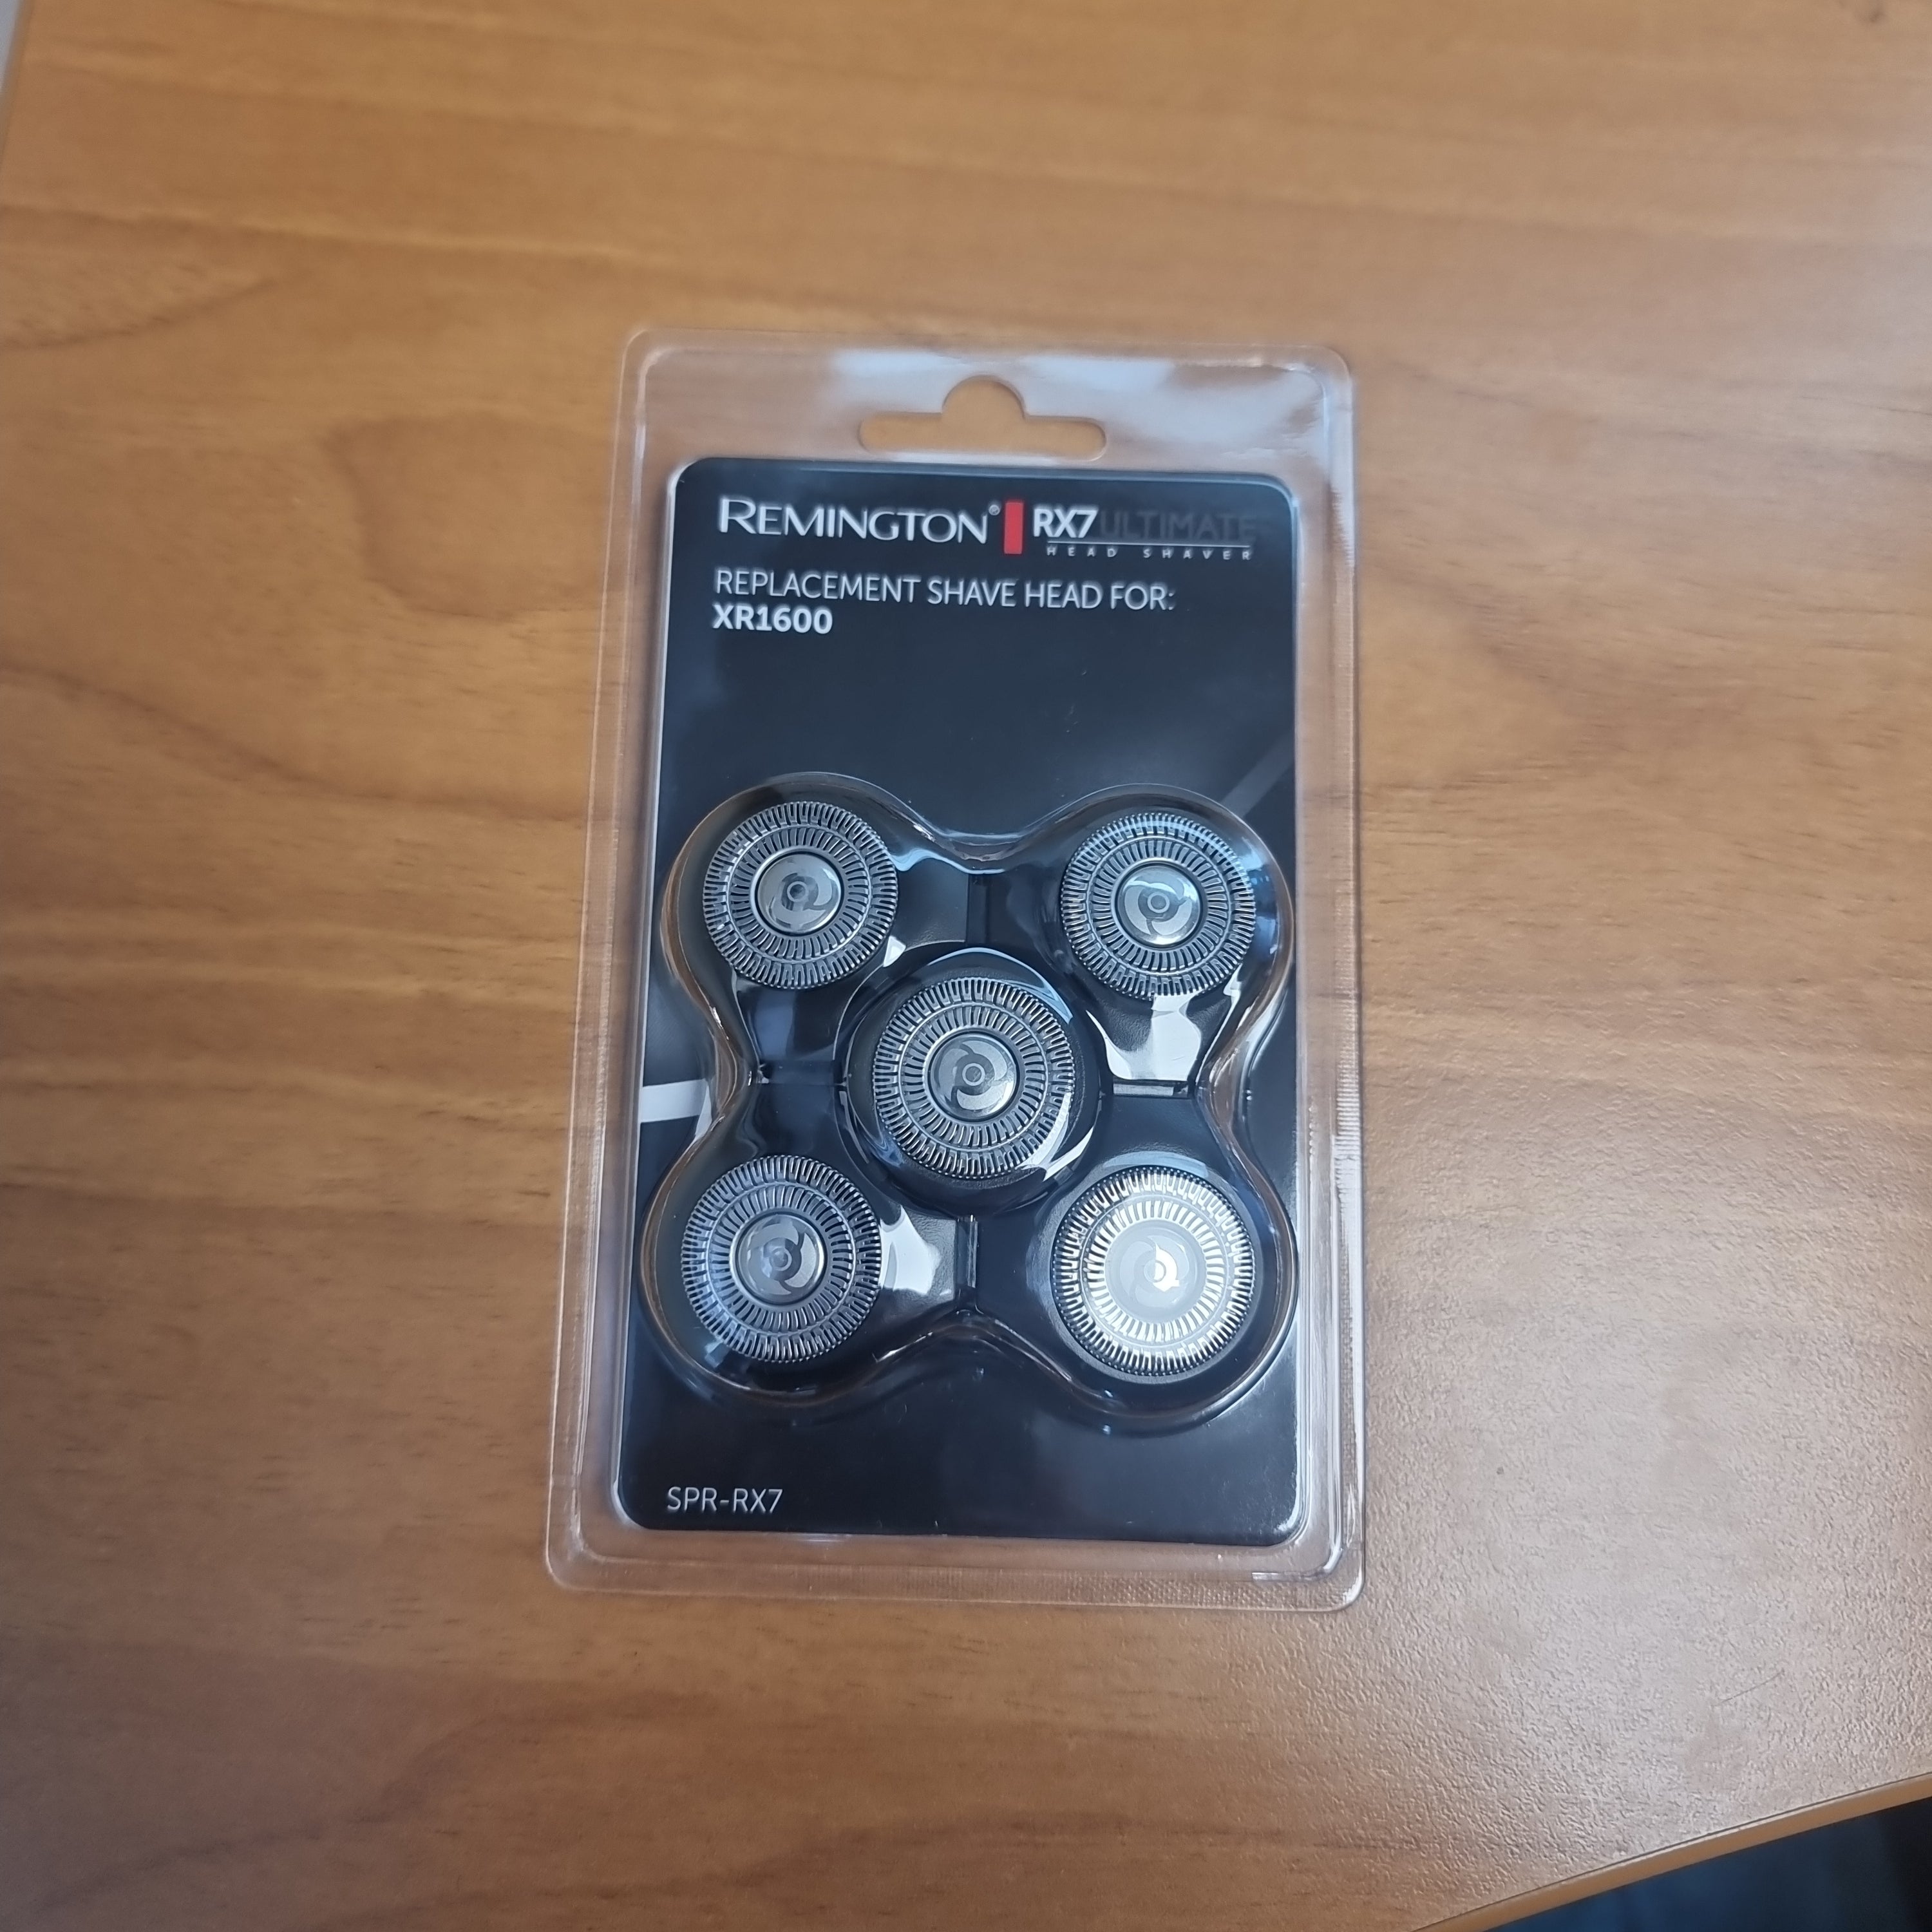 REMINGTON® RX7 ULTIMATE
HEAD SHAVER
REPLACEMENT SHAVE HEAD FOR:
XR1600
SPR-RX7